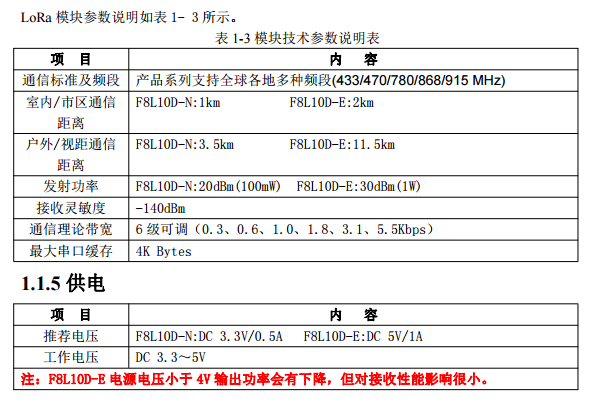 LoRa 模块参数说明如表 1- 3 所示。
表 1-3 模块技术参数说明表
项 目 内 容
通信标准及频段 产品系列支持全球各地多种频段(433/470/780/868/915 MHz)
室内/市区通信 F8L10D-N:1km F8L10D-E:2km
距离
户外/视距通信 F8L10D-N:3.5km F8L10D-E:11.5km
距离
发射功率 F8L10D-N:20dBm(100mW) F8L10D-E:30dBm(1W)
接收灵敏度 -140dBm
通信理论带宽 6 级可调（0.3、0.6、1.0、1.8、3.1、5.5Kbps）
最大串口缓存 4K Bytes
1.1.5 供电
项 目 内 容
推荐电压 F8L10D-N:DC 3.3V/0.5A F8L10D-E:DC 5V/1A
工作电压 DC 3.3～5V
注：F8L10D-E 电源电压小于 4V 输出功率会有下降，但对接收性能影响很小。